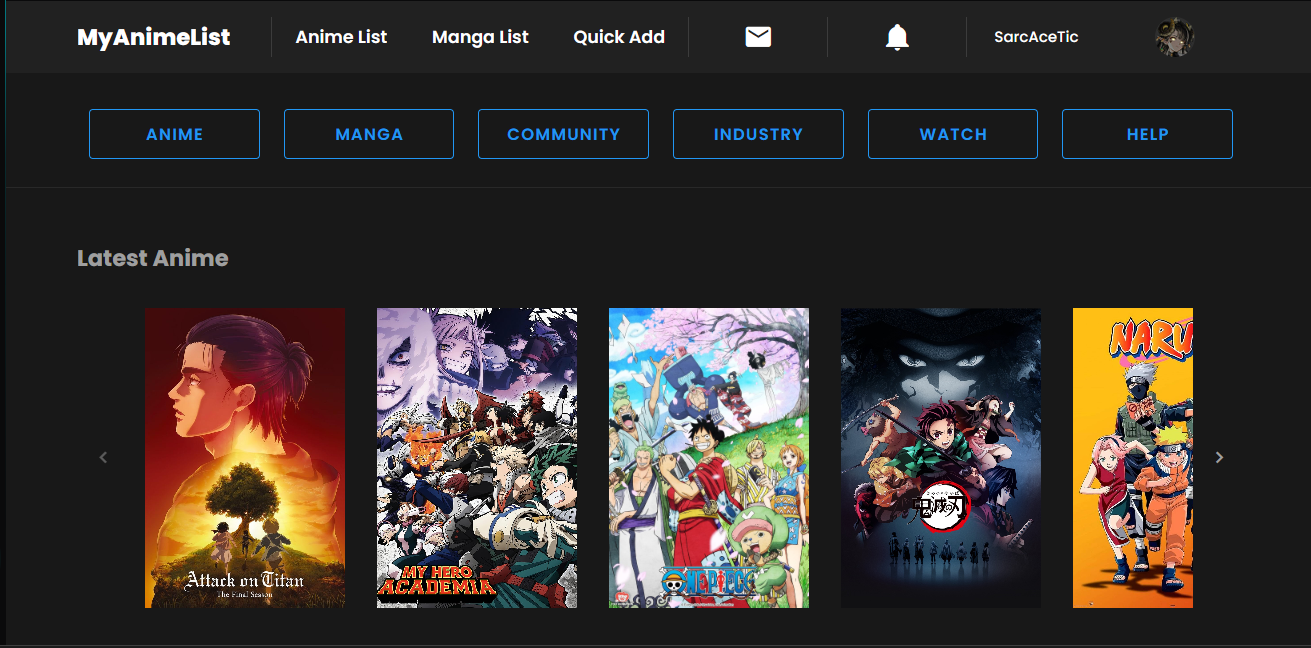 MyAnimeList
Anime List
Manga List
Quick Add
SarcAceTic
ANIME
MANGA
COMMUNITY
INDUSTRY
WATCH
HELP
Latest Anime
Attack on Titan
The Final Season
MY HERO
ACADEMIA
ONE PIECE
鬼滅の刃
NARU